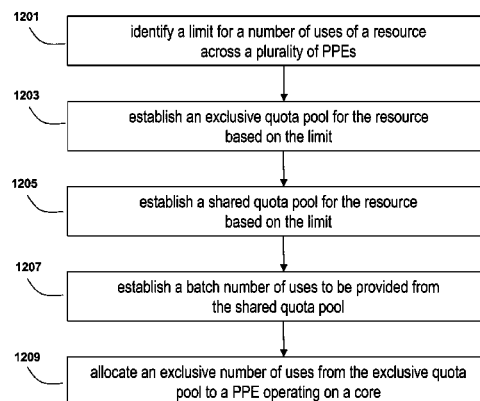 1201
identify a limit for a number of uses of a resource
across a plurality of PPEs
1203
establish an exclusive quota pool for the resource
based on the limit
1205
establish a shared quota pool for the resource
based on the limit
1207
establish a batch number of uses to be provided from
the shared quota pool
1209
allocate an exclusive number of uses from the exclusive quota
pool to a PPE operating on a core